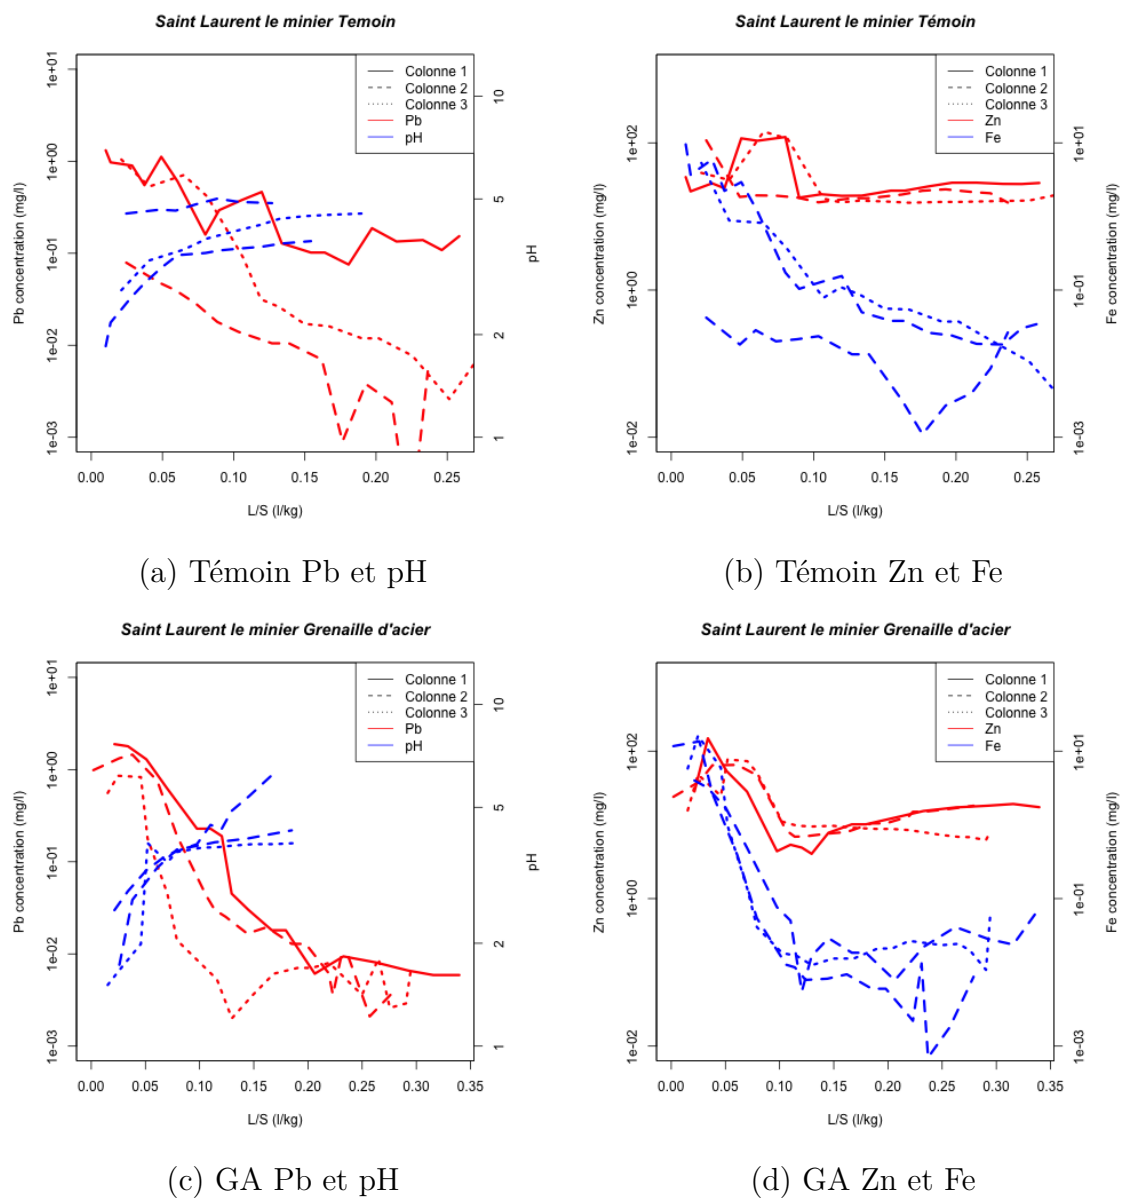 Saint Laurent le minier Temoin
Pb concentration (mg/l)
1e-03 1e-02 1e-01 1e+00 1e+01
Colonne 1
Colonne 2
Colonne 3
Pb
pH
1 2 5 10
pH
0.00 0.05 0.10 0.15 0.20 0.25
L/S (l/kg)
(a) Témoin Pb et pH
Saint Laurent le minier Témoin
Zn concentration (mg/l)
1e-02 1e+00 1e+02
Colonne 1
Colonne 2
Colonne 3
Zn
Fe
1e-03 1e-01 1e+01
Fe concentration (mg/l)
0.00 0.05 0.10 0.15 0.20 0.25
L/S (l/kg)
(b) Témoin Zn et Fe
Saint Laurent le minier Grenaille d'acier
Pb concentration (mg/l)
1e-03 1e-02 1e-01 1e+00 1e+01
Colonne 1
Colonne 2
Colonne 3
Pb
pH
1 2 5 10
pH
0.00 0.05 0.10 0.15 0.20 0.25 0.30 0.35
L/S (l/kg)
(c) GA Pb et pH
Saint Laurent le minier Grenaille d'acier
Zn concentration (mg/l)
1e-02 1e+00 1e+02
Colonne 1
Colonne 2
Colonne 3
Zn
Fe
1e-03 1e-01 1e+01
Fe concentration (mg/l)
0.00 0.05 0.10 0.15 0.20 0.25 0.30 0.35
L/S (l/kg)
(d) GA Zn et Fe